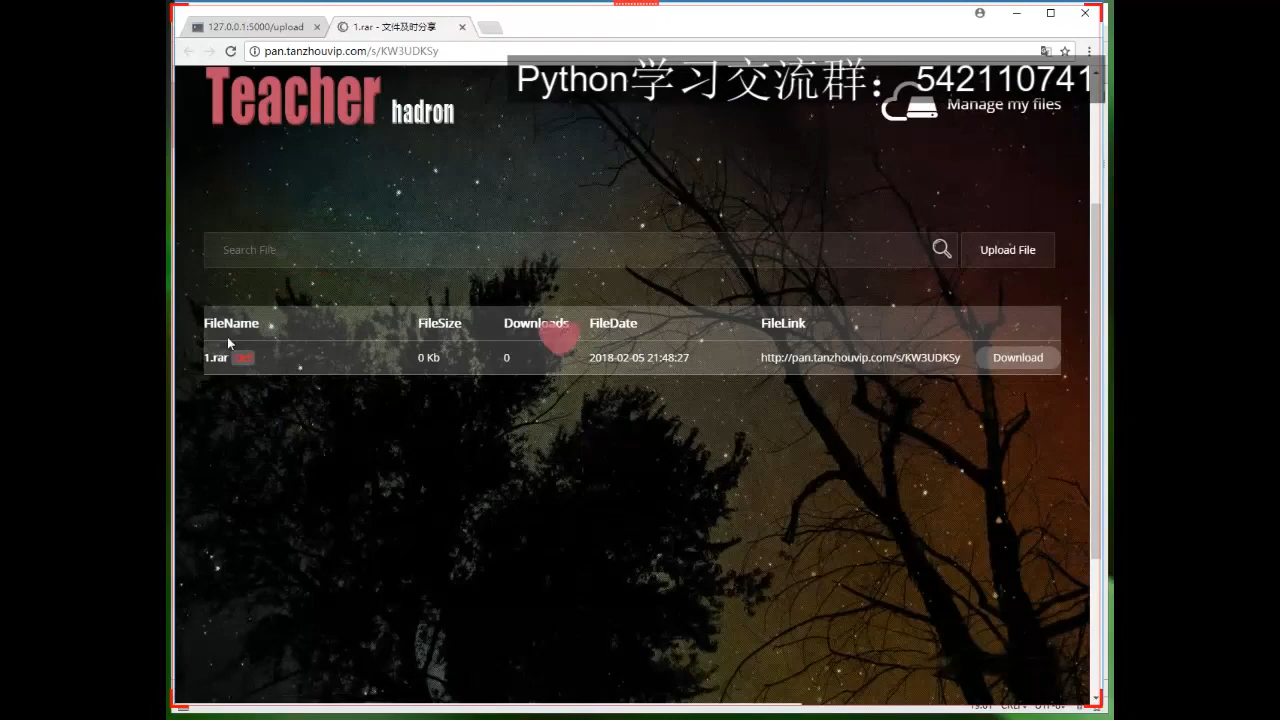 127.0.0.1:5000/upload
1.rar - 文件及时分享
pan.tanzhouvip.com/s/KW3UDKSy
Python学习交流群：542110741
Teacher hadron
Manage my files
Search File
Upload File
FileName FileSize Downloads FileDate FileLink
1.rar Del 0 Kb 0 2018-02-05 21:48:27 http://pan.tanzhouvip.com/s/KW3UDKSy Download